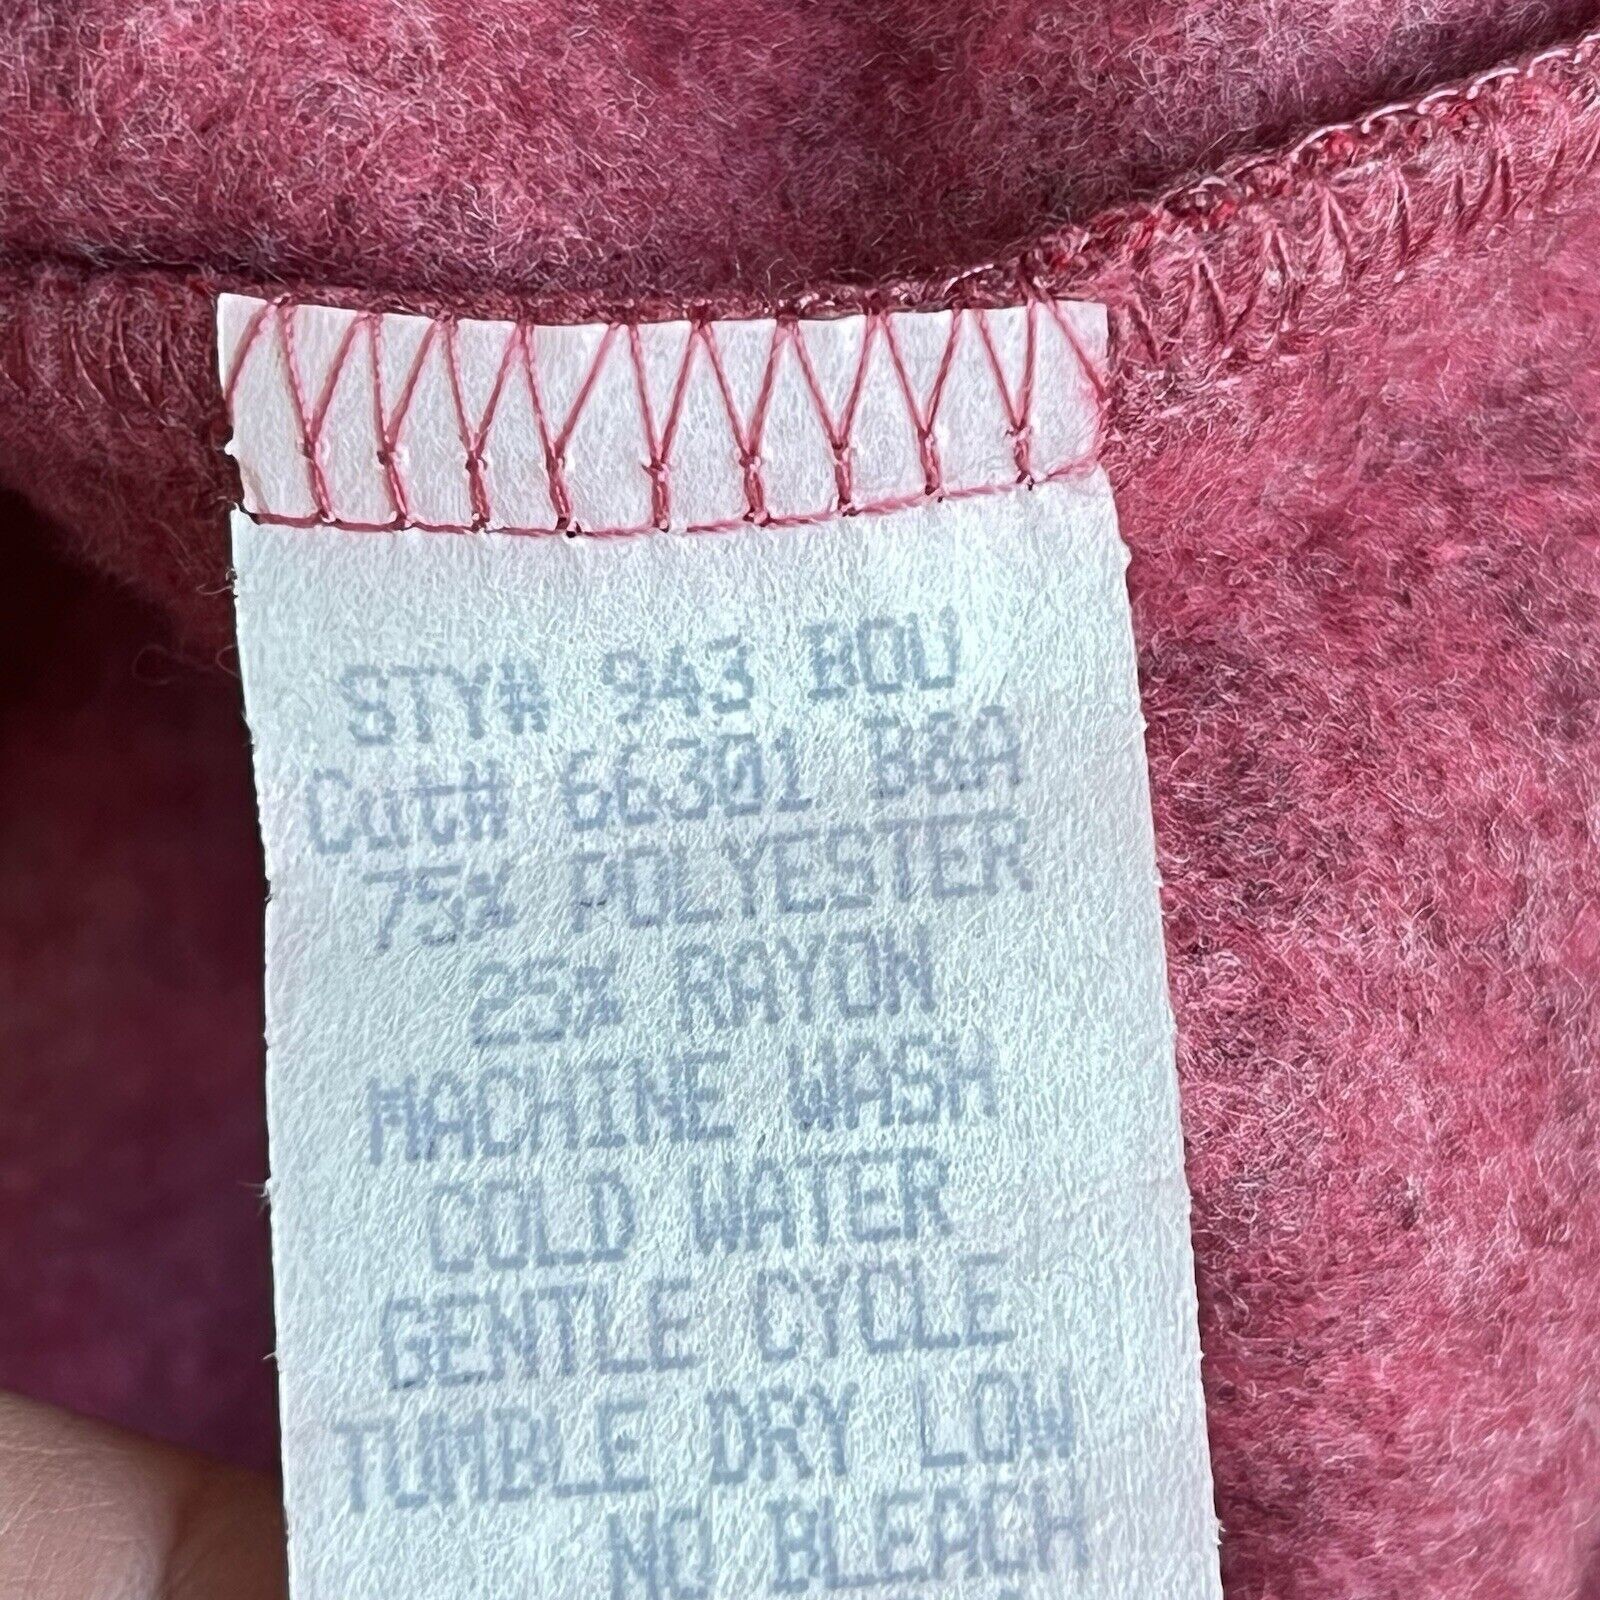 STY# 943 BOU
Cut# 66301 B&A
75% POLYESTER
25% RAYON
MACHINE WASH
COLD WATER
GENTLE CYCLE
TUMBLE DRY LOW
NO BLEACH